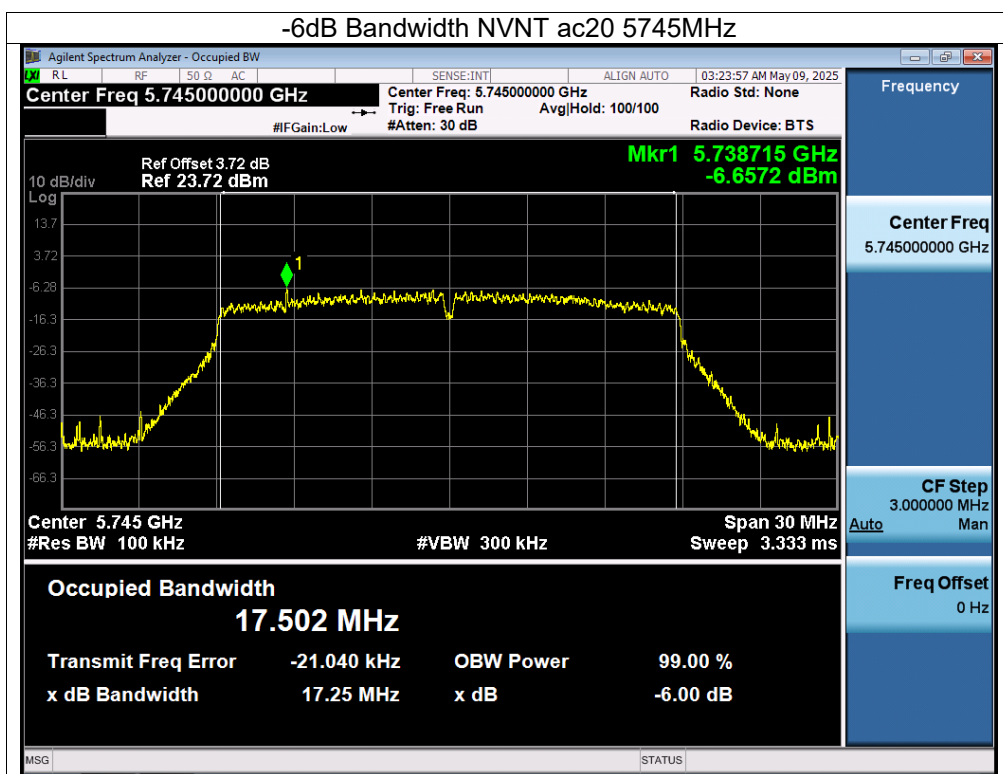 -6dB Bandwidth NVNT ac20 5745MHz
Agilent Spectrum Analyzer - Occupied BW
LXI RL RF 50 Ω AC SENSE:INT ALIGN AUTO 03:23:57 AM May 09, 2025
Center Freq 5.745000000 GHz
Center Freq: 5.745000000 GHz Radio Std: None
Trig: Free Run Avg|Hold: 100/100
#IFGain:Low #Atten: 30 dB Radio Device: BTS
Mkr1 5.738715 GHz
-6.6572 dBm
Ref Offset 3.72 dB
10 dB/div Ref 23.72 dBm
Log
13.7
3.72
-6.28
-16.3
-26.3
-36.3
-46.3
-56.3
-66.3
1
Center 5.745 GHz Span 30 MHz
#Res BW 100 kHz #VBW 300 kHz Sweep 3.333 ms
Occupied Bandwidth
17.502 MHz
Transmit Freq Error -21.040 kHz OBW Power 99.00 %
x dB Bandwidth 17.25 MHz x dB -6.00 dB
MSG STATUS
Frequency
Center Freq
5.745000000 GHz
CF Step
3.000000 MHz
Auto Man
Freq Offset
0 Hz